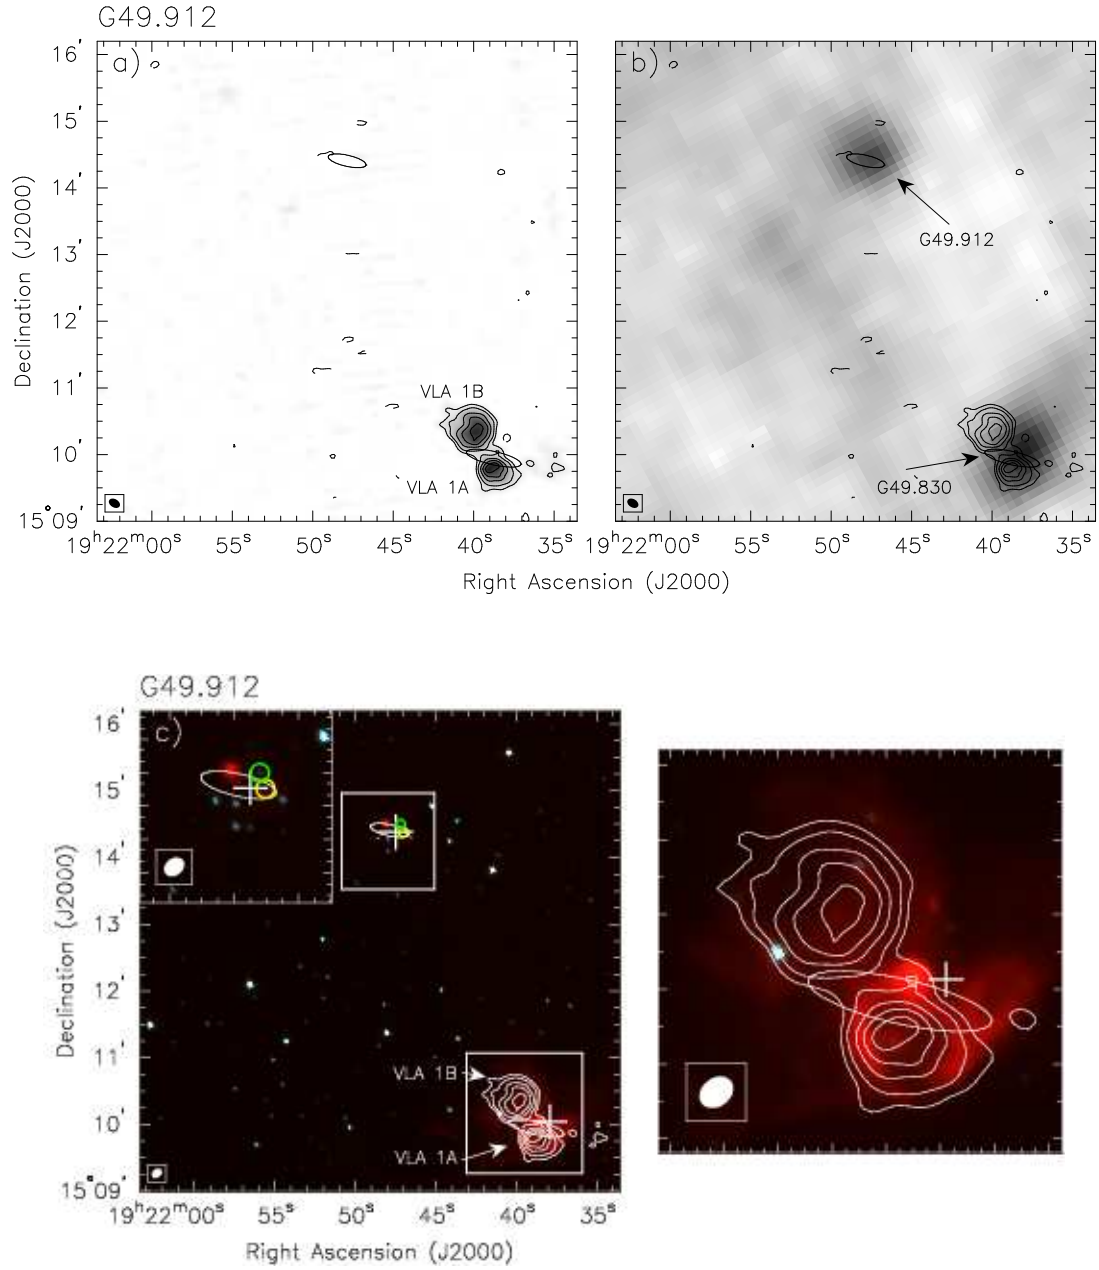 G49.912
a)
b)
16'
15'
14'
13'
12'
11'
10'
15°09'
Declination (J2000)
VLA 1B
VLA 1A
G49.912
G49.830
19ʰ22ᵐ00ˢ 55ˢ 50ˢ 45ˢ 40ˢ 35ˢ 19ʰ22ᵐ00ˢ 55ˢ 50ˢ 45ˢ 40ˢ 35ˢ
Right Ascension (J2000)
G49.912
c)
16'
15'
14'
13'
12'
11'
10'
15°09'
Declination (J2000)
VLA 1B
VLA 1A
19ʰ22ᵐ00ˢ 55ˢ 50ˢ 45ˢ 40ˢ 35ˢ
Right Ascension (J2000)